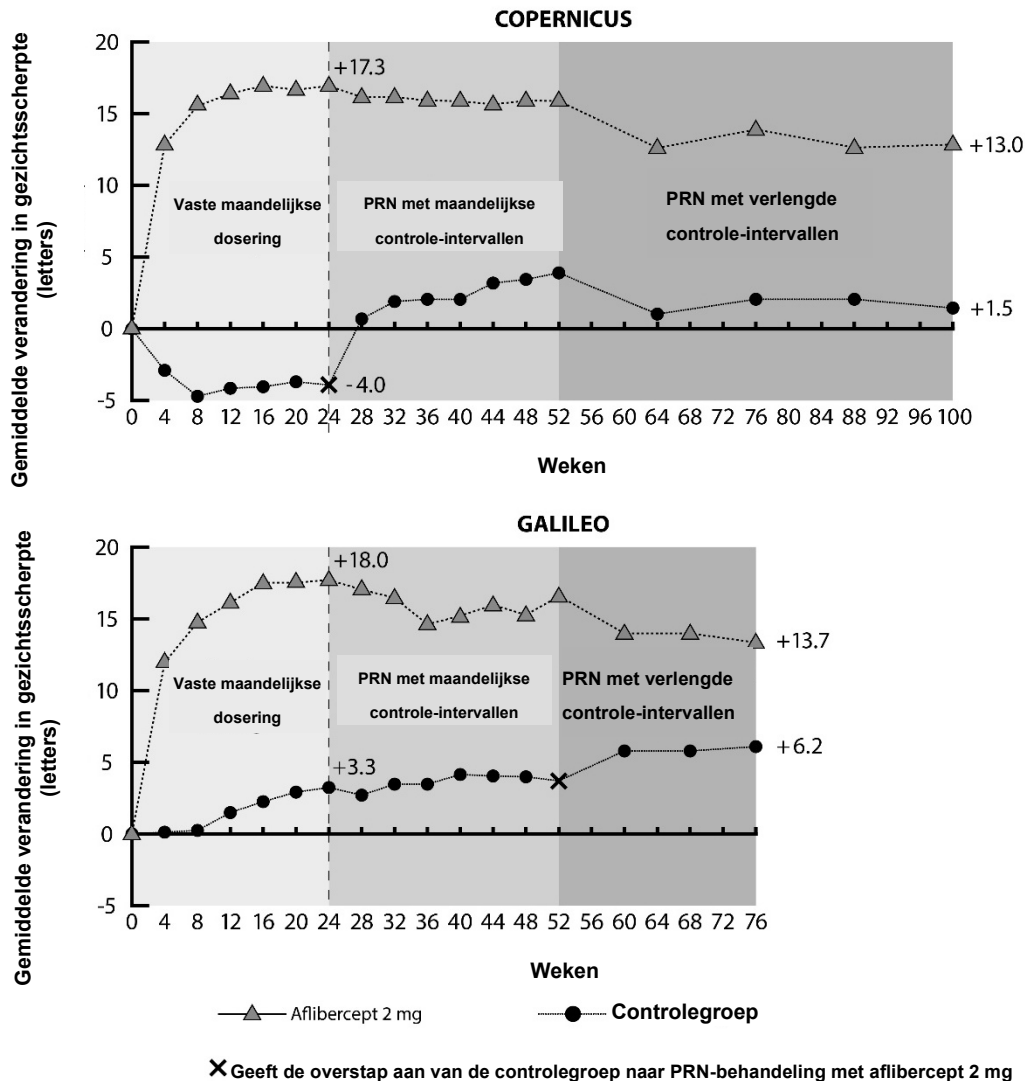 COPERNICUS
Gemiddelde verandering in gezichtsscherpte
(letters)
20
15
10
5
0
-5
+17.3
+13.0
Vaste maandelijkse
dosering
PRN met maandelijkse
controle-intervallen
PRN met verlengde
controle-intervallen
+1.5
-4.0
0 4 8 12 16 20 24 28 32 36 40 44 48 52 56 60 64 68 72 76 80 84 88 92 96 100
Weken
GALILEO
Gemiddelde verandering in gezichtsscherpte
(letters)
20
15
10
5
0
-5
+18.0
+13.7
Vaste maandelijkse
dosering
PRN met maandelijkse
controle-intervallen
PRN met verlengde
controle-intervallen
+6.2
+3.3
0 4 8 12 16 20 24 28 32 36 40 44 48 52 56 60 64 68 72 76
Weken
Aflibercept 2 mg
Controlegroep
Geeft de overstap aan van de controlegroep naar PRN-behandeling met aflibercept 2 mg